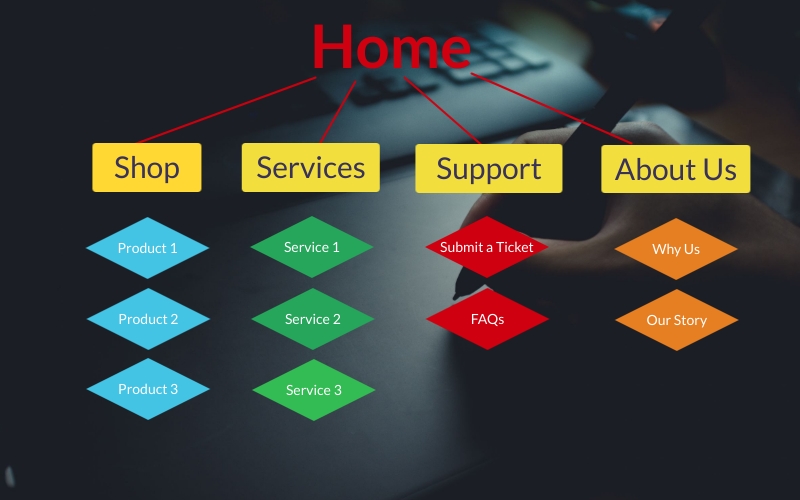 Home
Shop
Services
Support
About Us
Product 1
Service 1
Submit a Ticket
Why Us
Product 2
Service 2
FAQs
Our Story
Product 3
Service 3